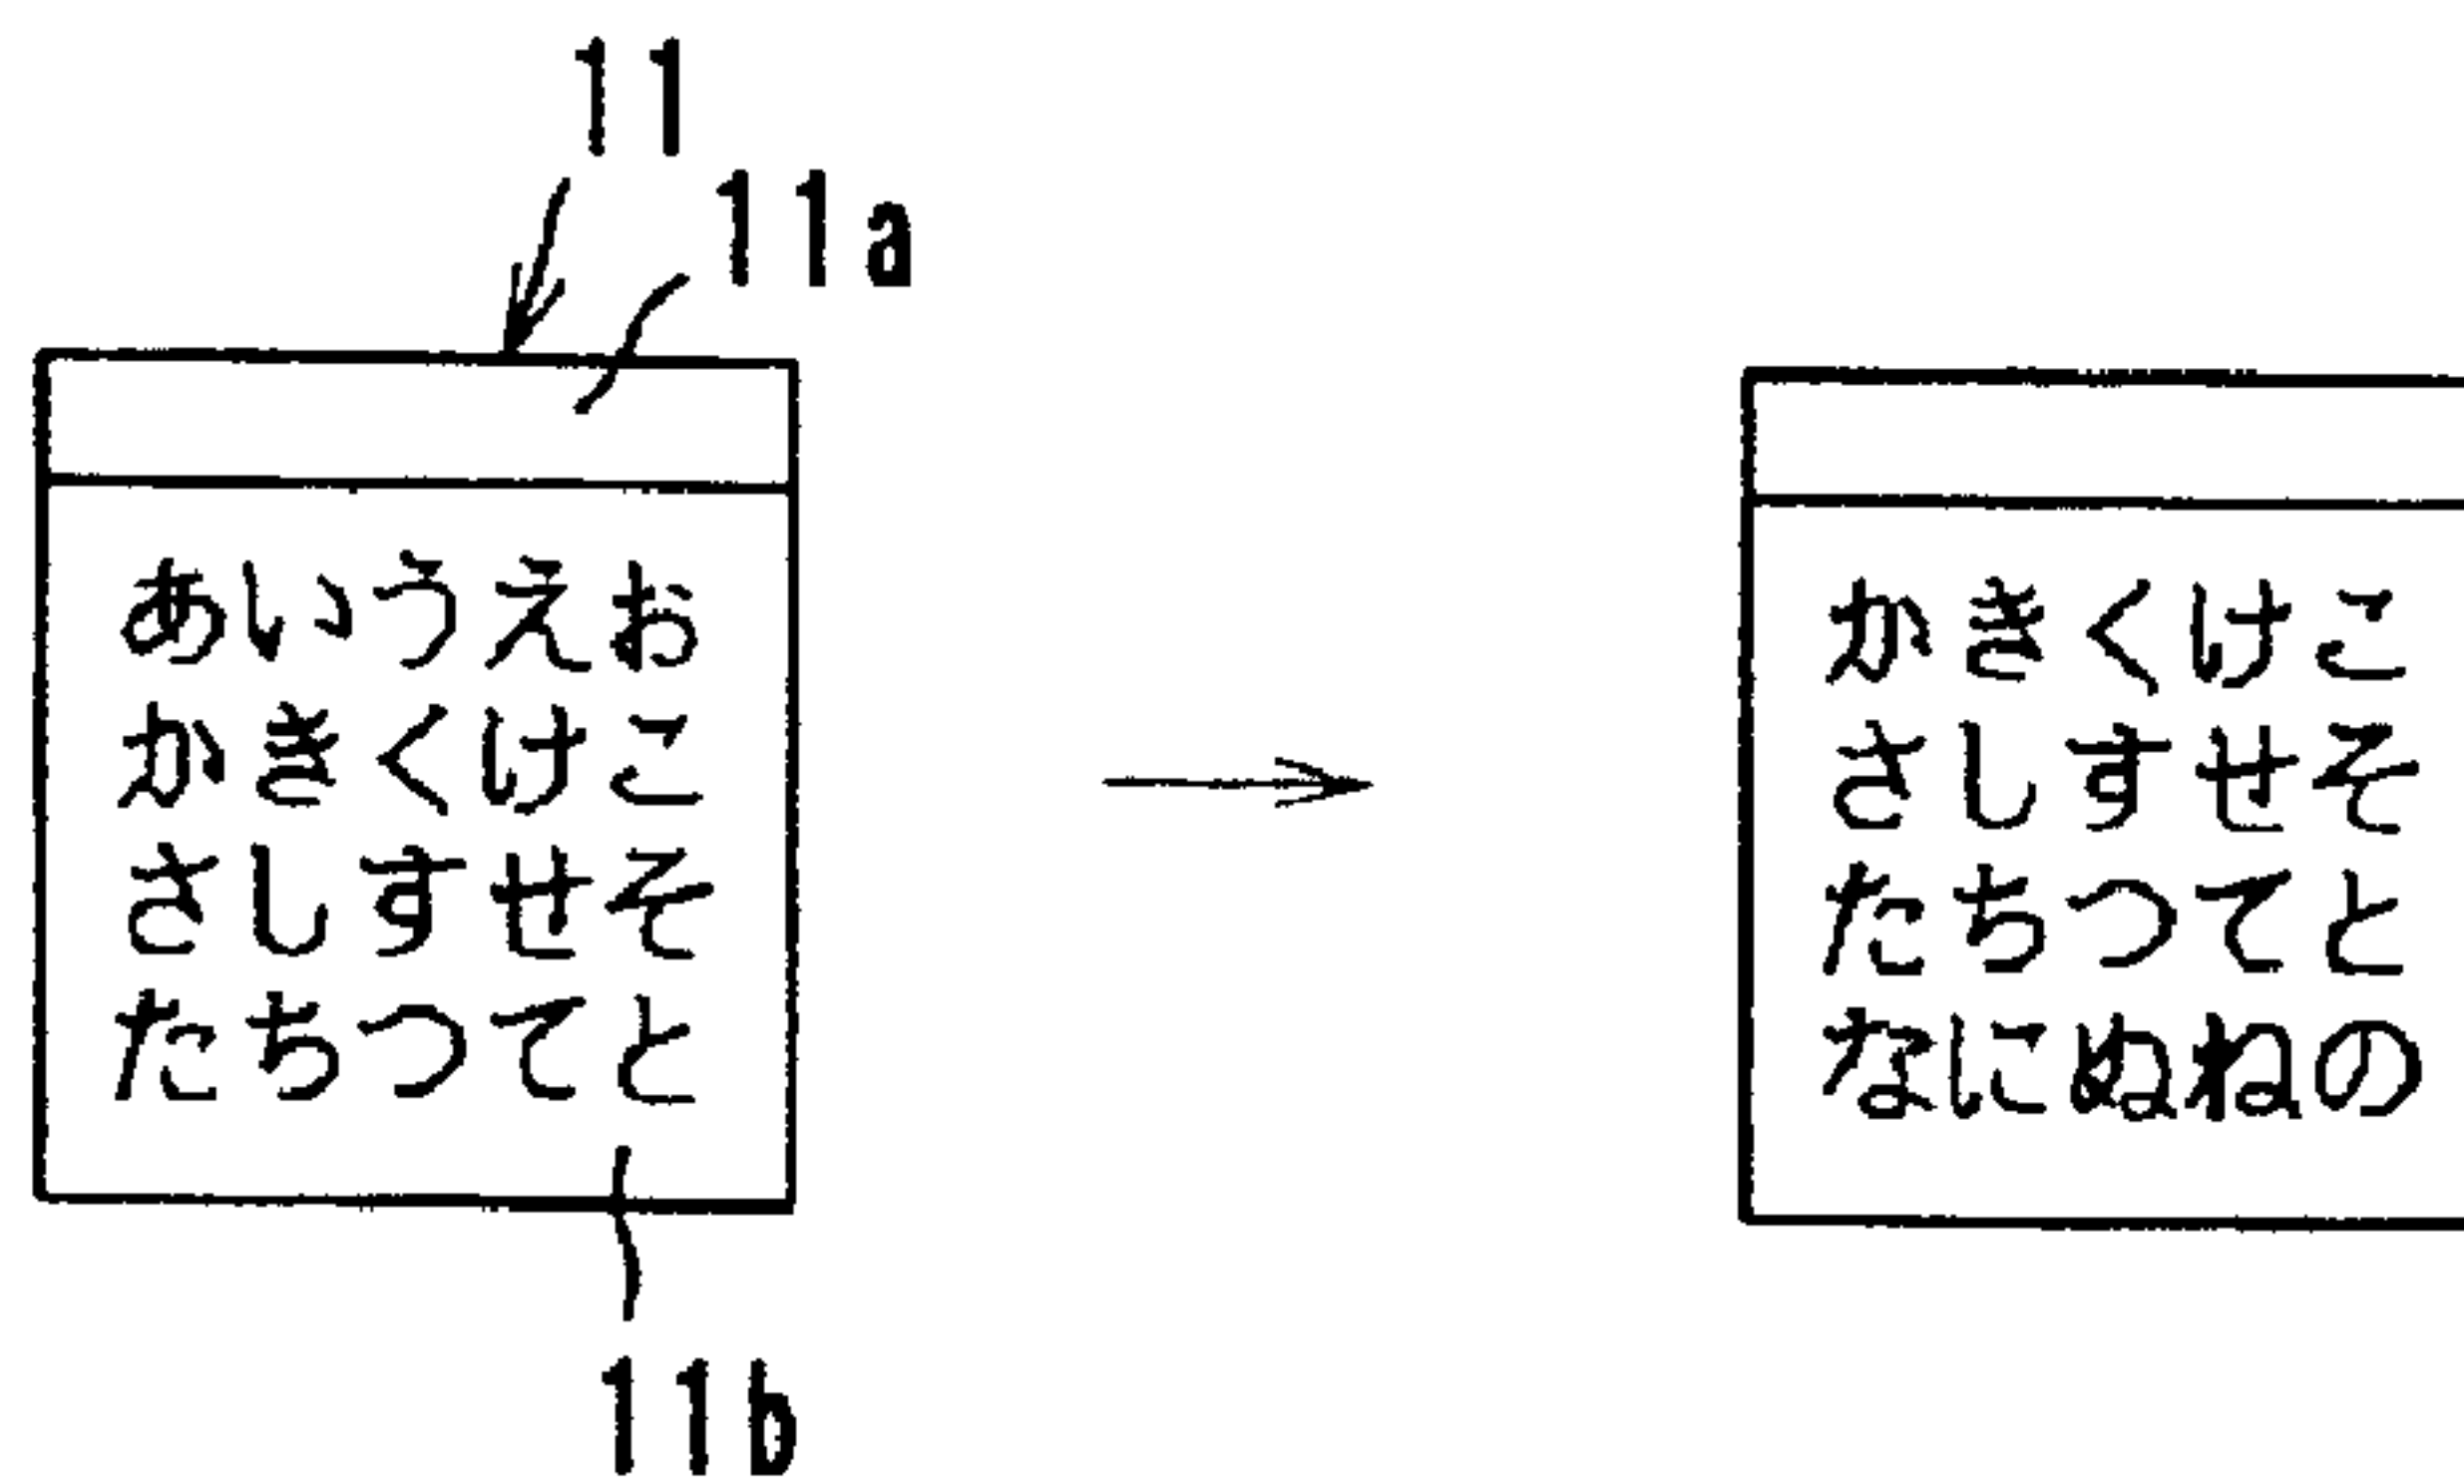 11
11a
あいうえお
かきくけこ
さしすせそ
たちつてと
11b
かきくけこ
さしすせそ
たちつてと
なにぬねの